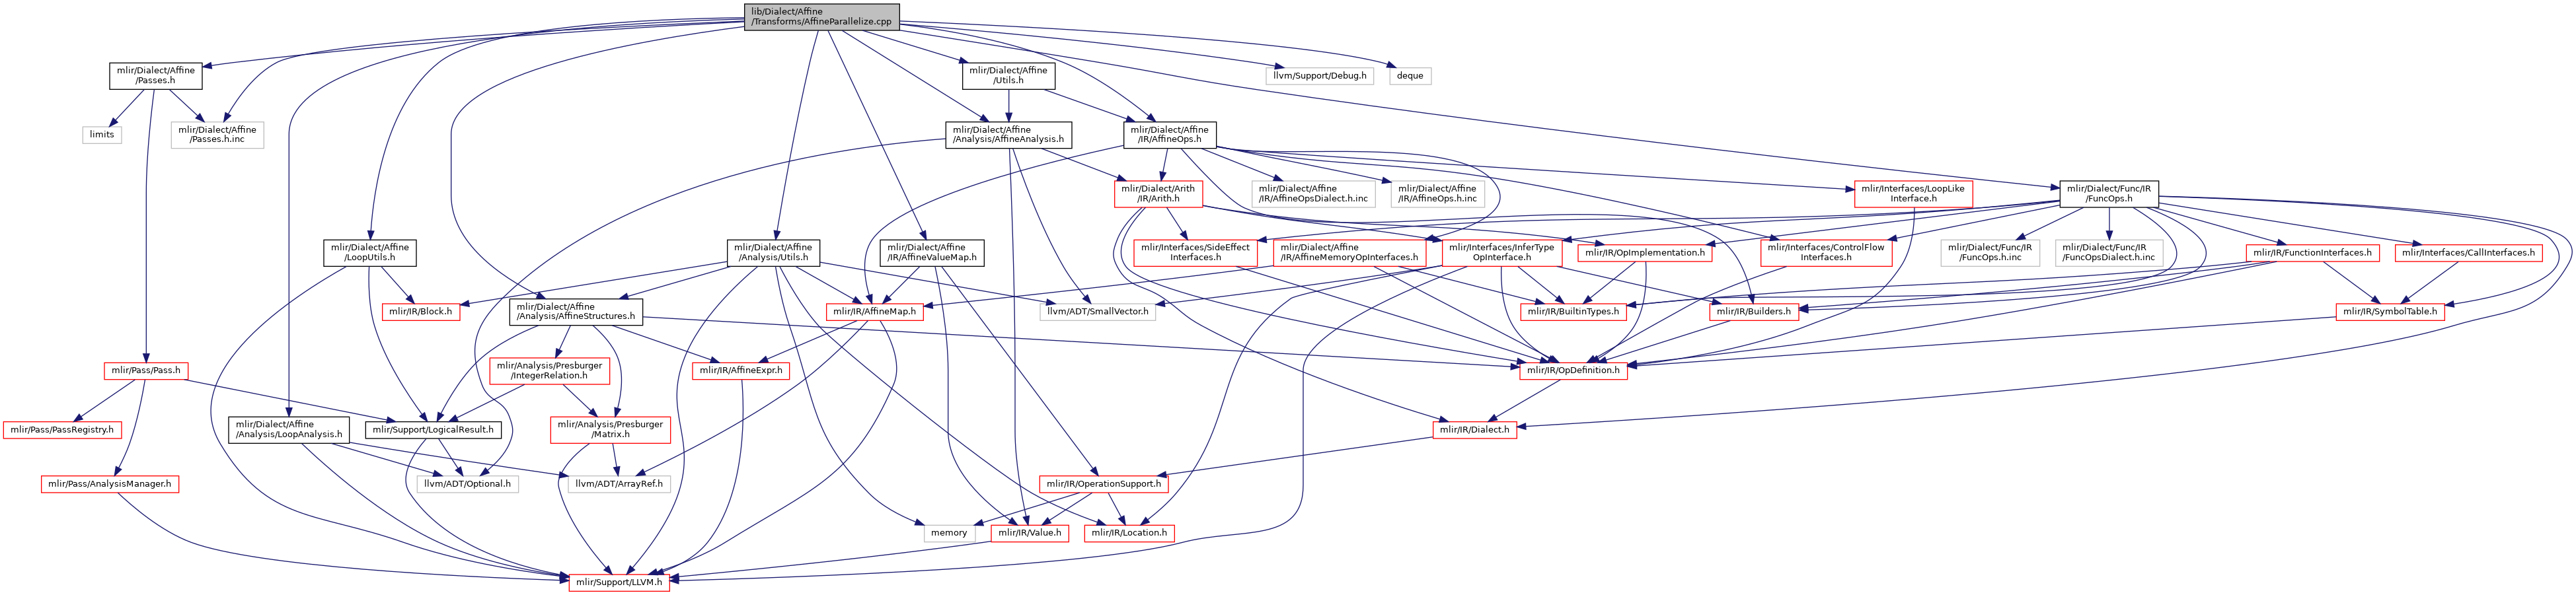 lib/Dialect/Affine
/Transforms/AffineParallelize.cpp
mlir/Dialect/Affine
/Passes.h
mlir/Dialect/Affine
/Utils.h
llvm/Support/Debug.h
deque
limits
mlir/Dialect/Affine
/Passes.h.inc
mlir/Dialect/Affine
/Analysis/AffineAnalysis.h
mlir/Dialect/Affine
/IR/AffineOps.h
mlir/Dialect/Arith
/IR/Arith.h
mlir/Dialect/Affine
/IR/AffineOpsDialect.h.inc
mlir/Dialect/Affine
/IR/AffineOps.h.inc
mlir/Interfaces/LoopLike
Interface.h
mlir/Dialect/Func/IR
/FuncOps.h
mlir/Dialect/Affine
/LoopUtils.h
mlir/Dialect/Affine
/Analysis/Utils.h
mlir/Dialect/Affine
/IR/AffineValueMap.h
mlir/Interfaces/SideEffect
Interfaces.h
mlir/Dialect/Affine
/IR/AffineMemoryOpInterfaces.h
mlir/Interfaces/InferType
OpInterface.h
mlir/IR/OpImplementation.h
mlir/Interfaces/ControlFlow
Interfaces.h
mlir/Dialect/Func/IR
/FuncOps.h.inc
mlir/Dialect/Func/IR
/FuncOpsDialect.h.inc
mlir/IR/FunctionInterfaces.h
mlir/Interfaces/CallInterfaces.h
mlir/IR/Block.h
mlir/Dialect/Affine
/Analysis/AffineStructures.h
mlir/IR/AffineMap.h
llvm/ADT/SmallVector.h
mlir/IR/BuiltinTypes.h
mlir/IR/Builders.h
mlir/IR/SymbolTable.h
mlir/Pass/Pass.h
mlir/Analysis/Presburger
/IntegerRelation.h
mlir/IR/AffineExpr.h
mlir/IR/OpDefinition.h
mlir/Pass/PassRegistry.h
mlir/Dialect/Affine
/Analysis/LoopAnalysis.h
mlir/Support/LogicalResult.h
mlir/Analysis/Presburger
/Matrix.h
mlir/IR/Dialect.h
mlir/Pass/AnalysisManager.h
llvm/ADT/Optional.h
llvm/ADT/ArrayRef.h
mlir/IR/OperationSupport.h
memory
mlir/IR/Value.h
mlir/IR/Location.h
mlir/Support/LLVM.h